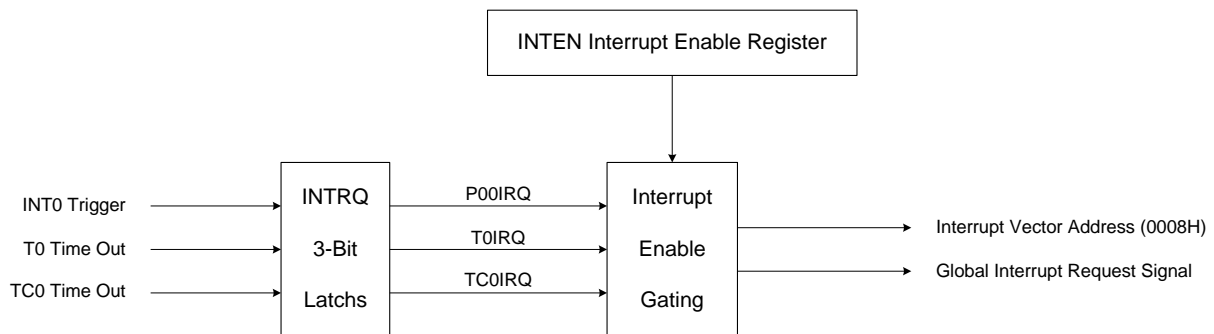 INTEN Interrupt Enable Register
INT0 Trigger
T0 Time Out
TC0 Time Out
INTRQ
3-Bit
Latchs
P00IRQ
T0IRQ
TC0IRQ
Interrupt
Enable
Gating
Interrupt Vector Address (0008H)
Global Interrupt Request Signal